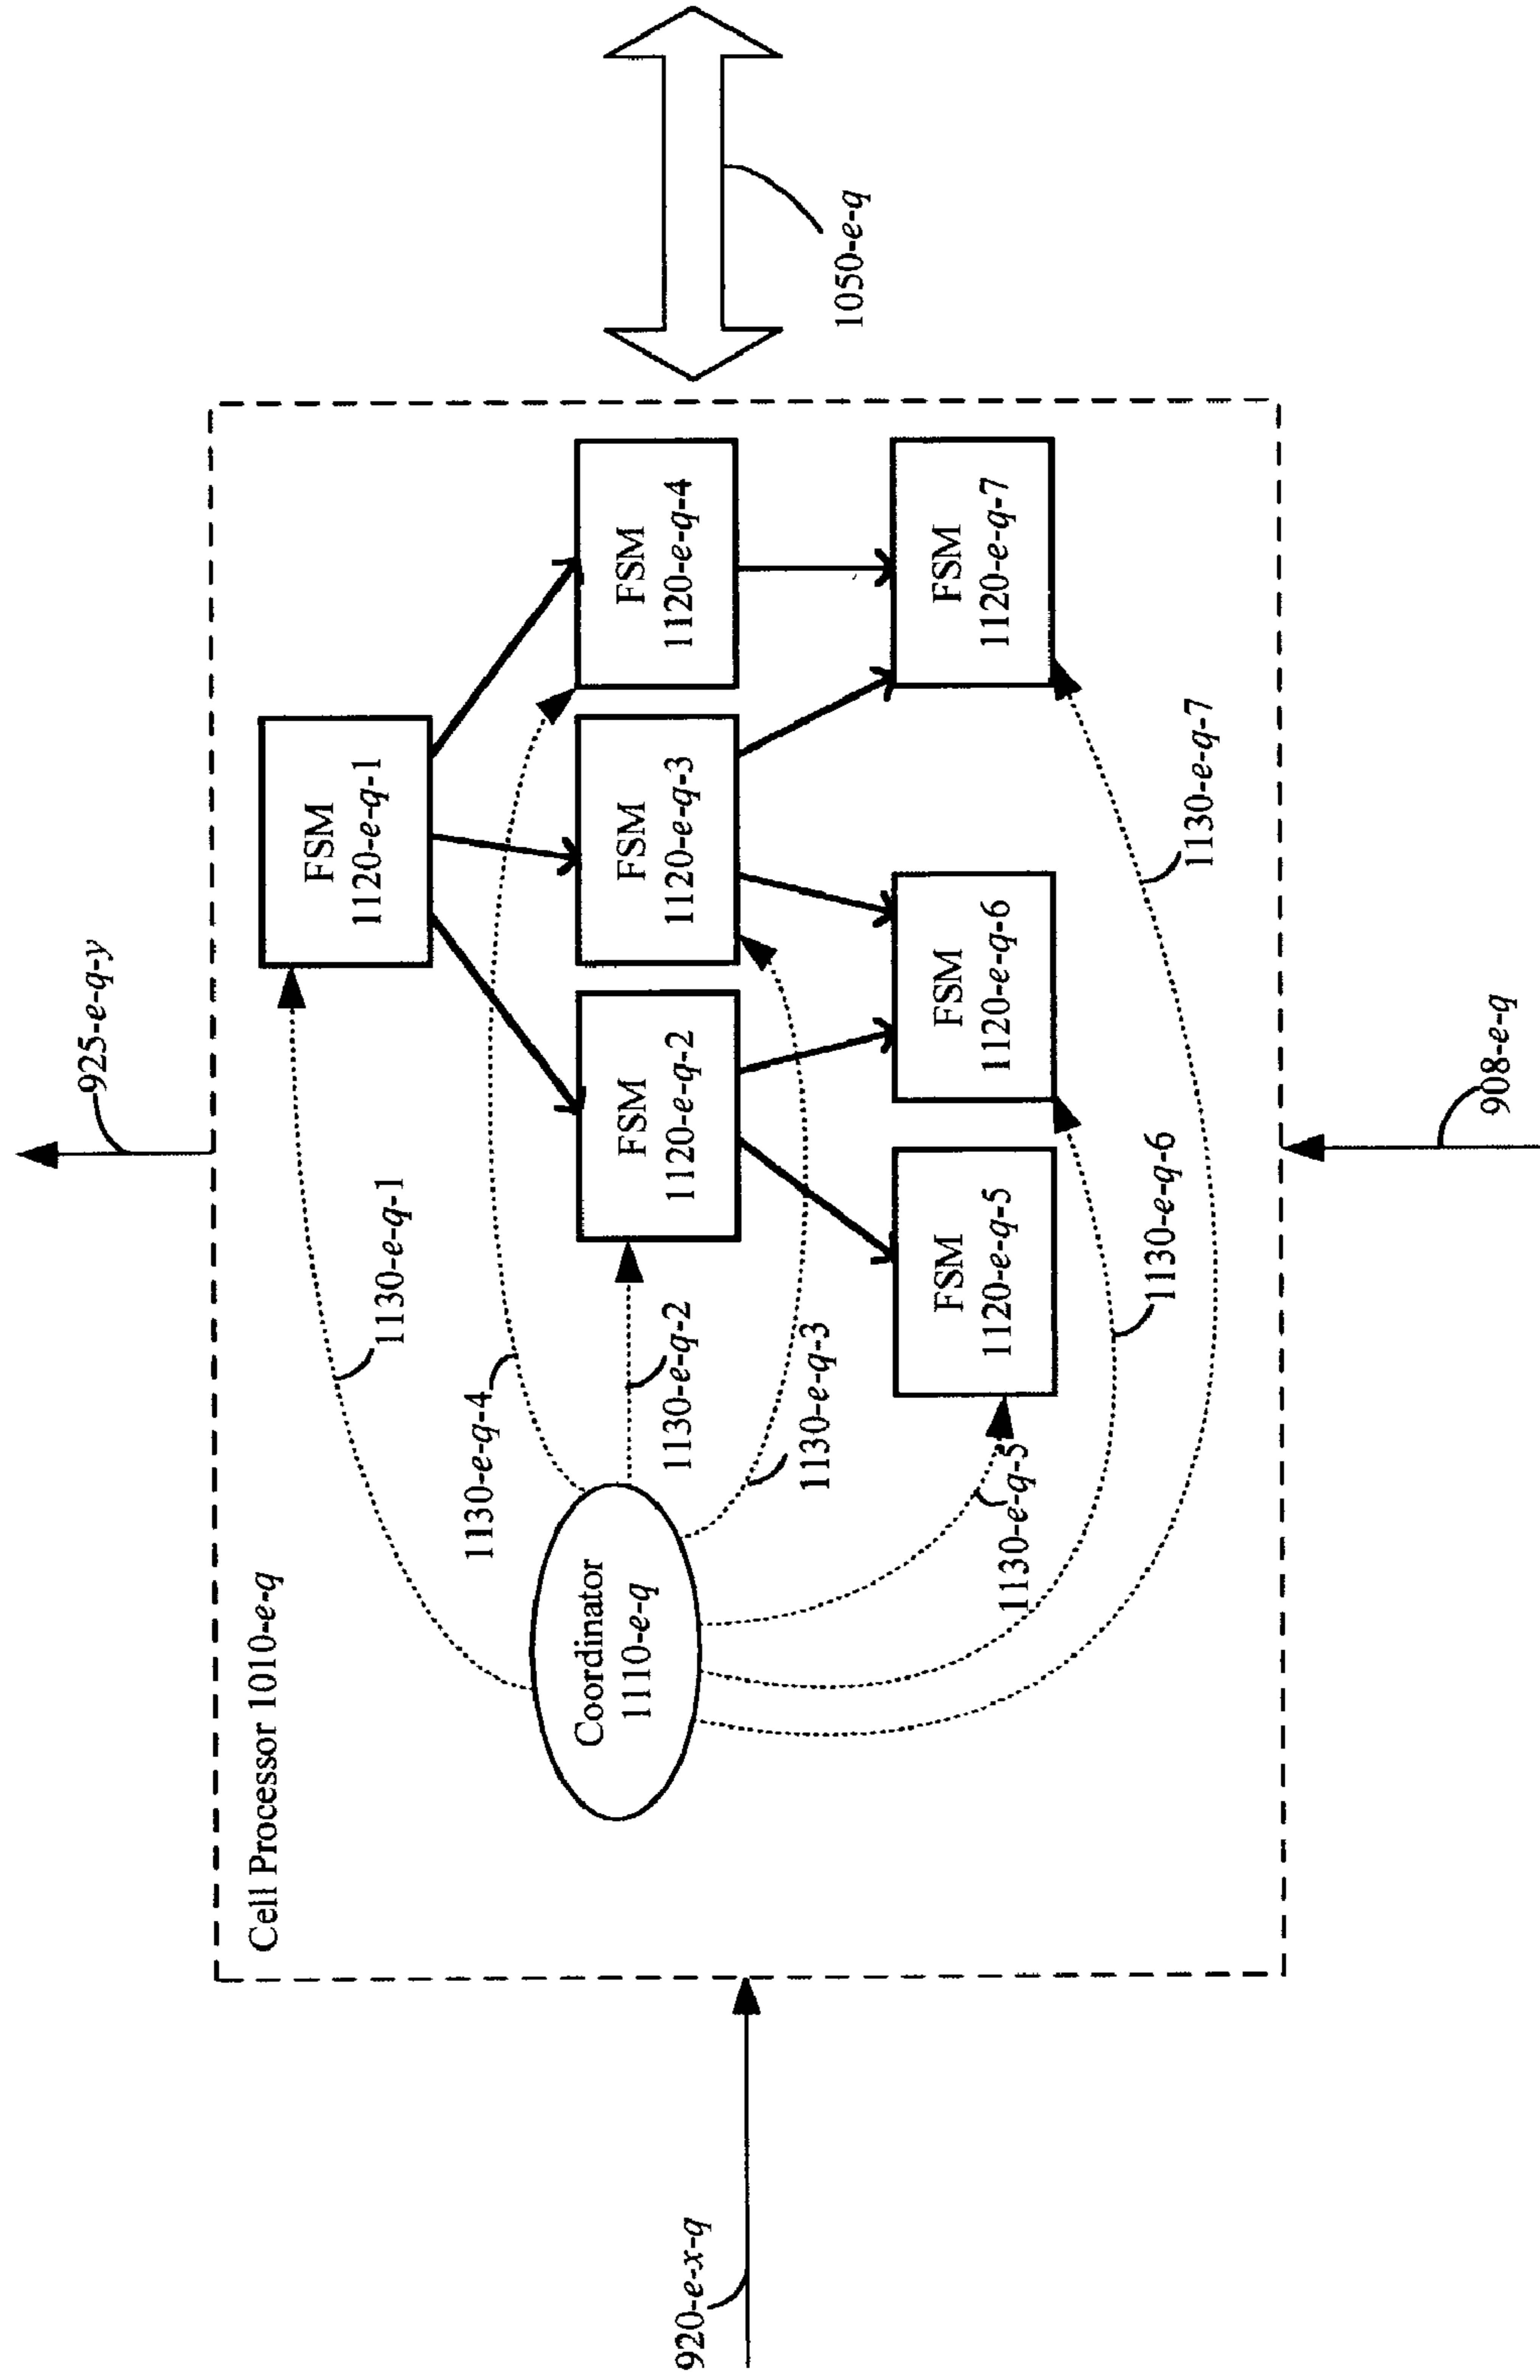 925-e-q-y
Cell Processor 1010-e-q
FSM
1120-e-q-1
1130-e-q-1
1130-e-q-4
Coordinator
1110-e-q
1130-e-q-2
FSM
1120-e-q-2
FSM
1120-e-q-3
FSM
1120-e-q-4
920-e-x-q
1050-e-q
1130-e-q-3
1130-e-q-5
FSM
1120-e-q-5
FSM
1120-e-q-6
FSM
1120-e-q-7
1130-e-q-6
1130-e-q-7
908-e-q